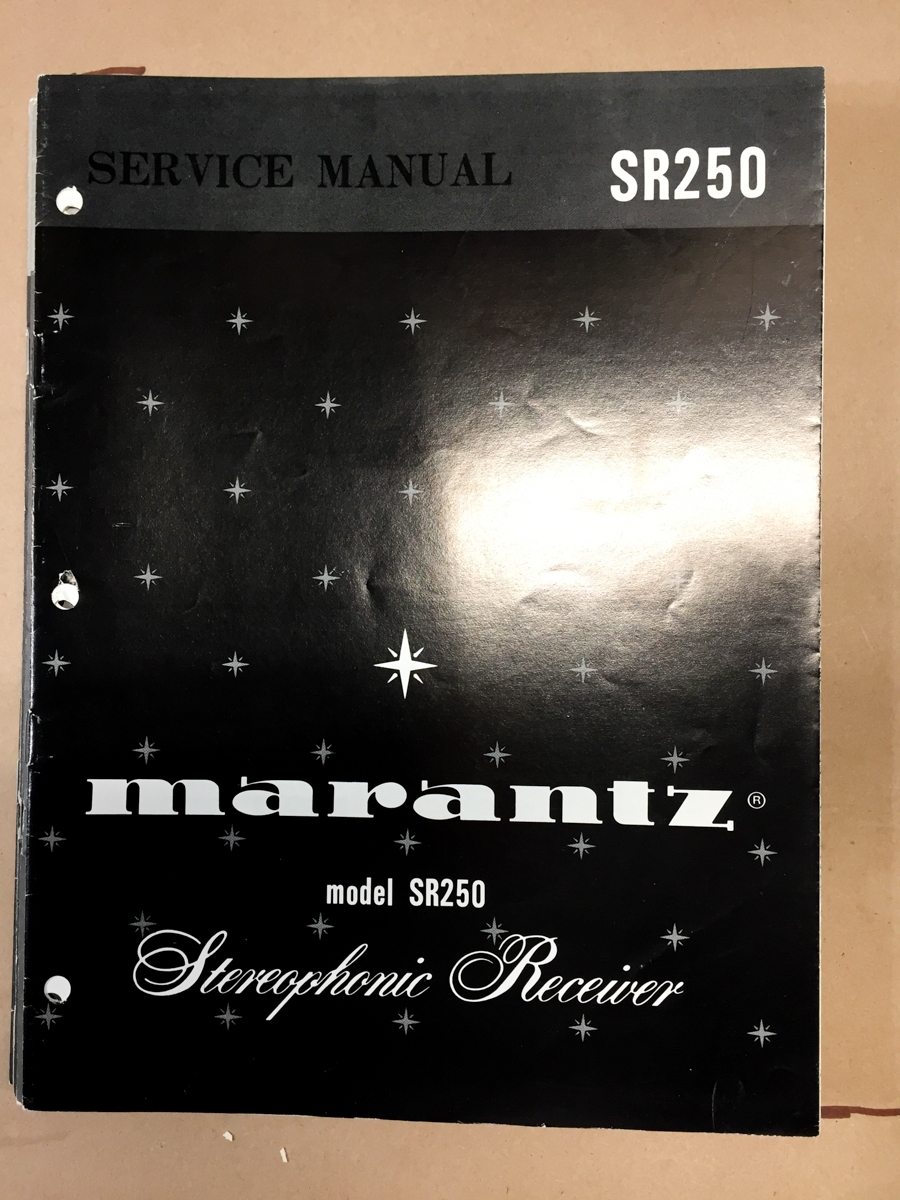 SERVICE MANUAL SR250
marantz ®
model SR250
Stereophonic Receiver